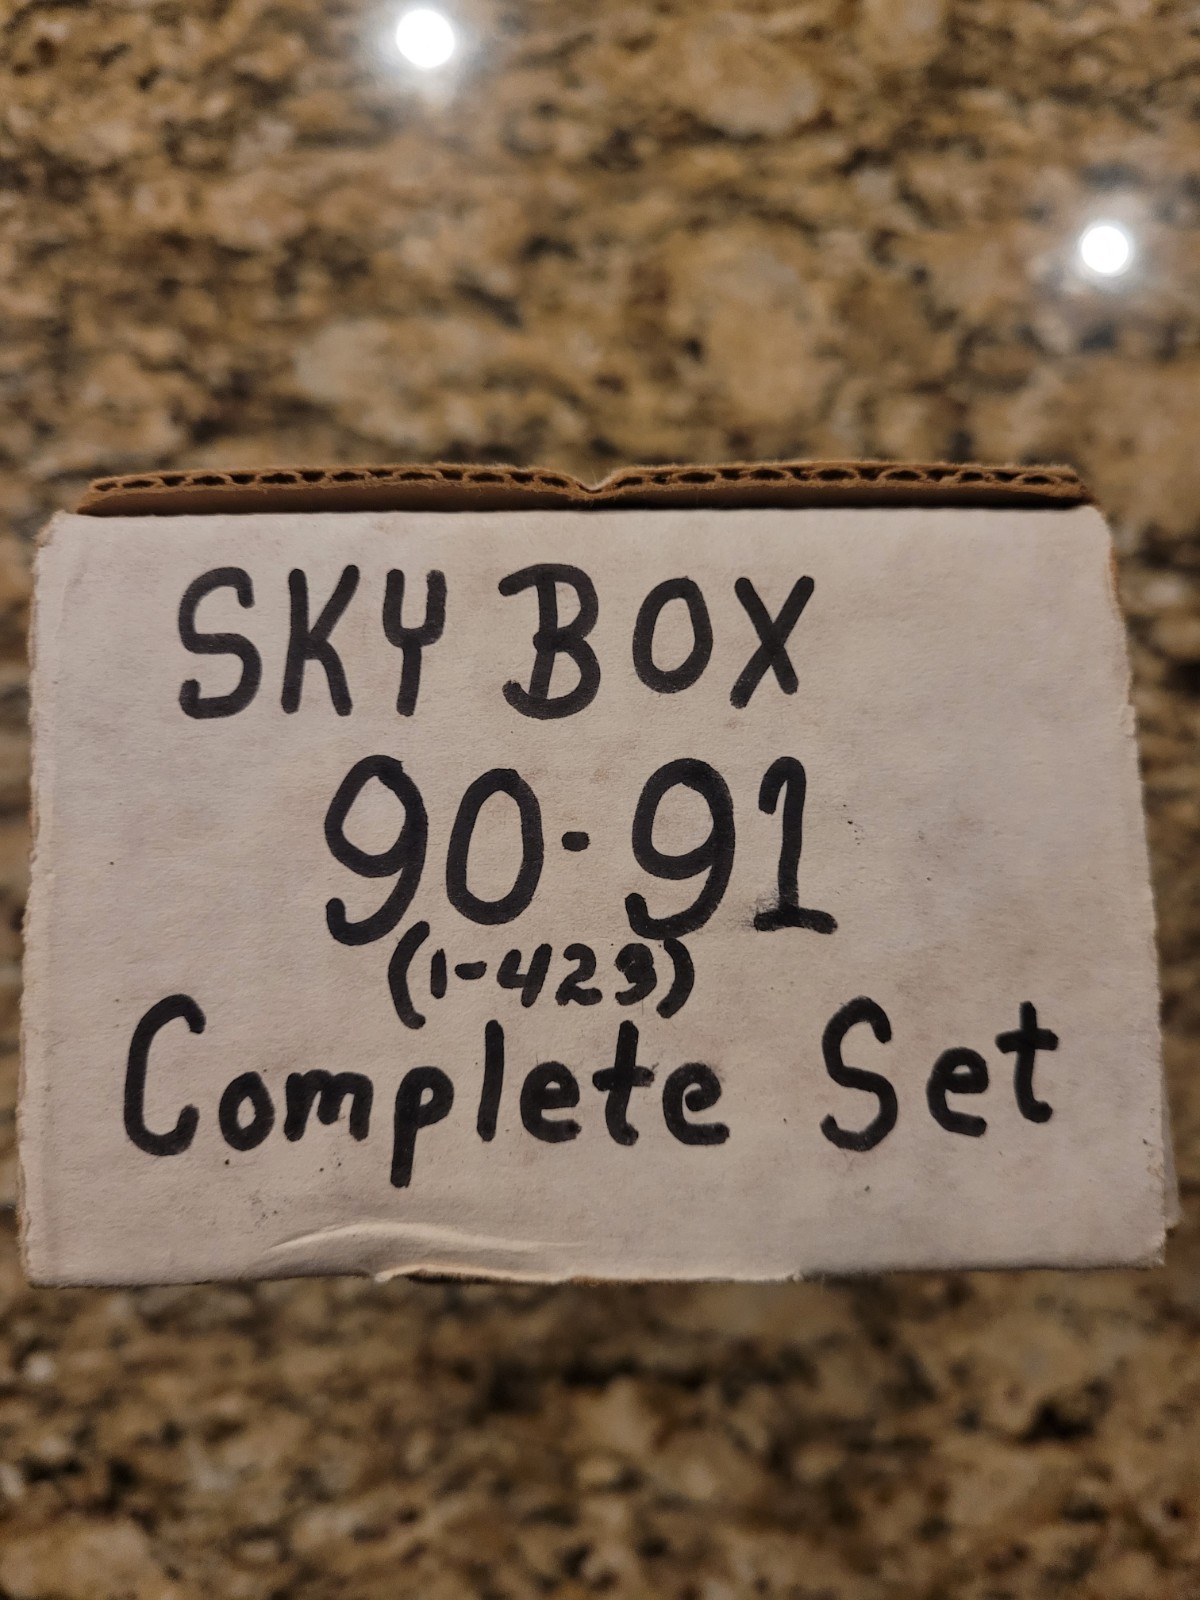 SKY BOX
90-91
(1-423)
Complete Set